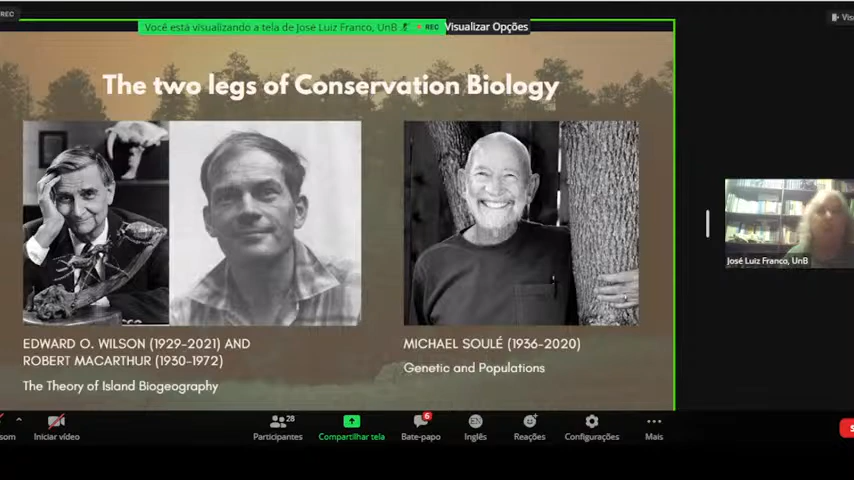 REC
Você está visualizando a tela de José Luiz Franco, UnB
REC
Visualizar Opções
The two legs of Conservation Biology
EDWARD O. WILSON (1929-2021) AND
ROBERT MACARTHUR (1930-1972)
The Theory of Island Biogeography
MICHAEL SOULÉ (1936-2020)
Genetic and Populations
José Luiz Franco, UnB
28
6
Iniciar vídeo
Participantes
Compartilhar tela
Bate-papo
Inglês
Reações
Configurações
Mais